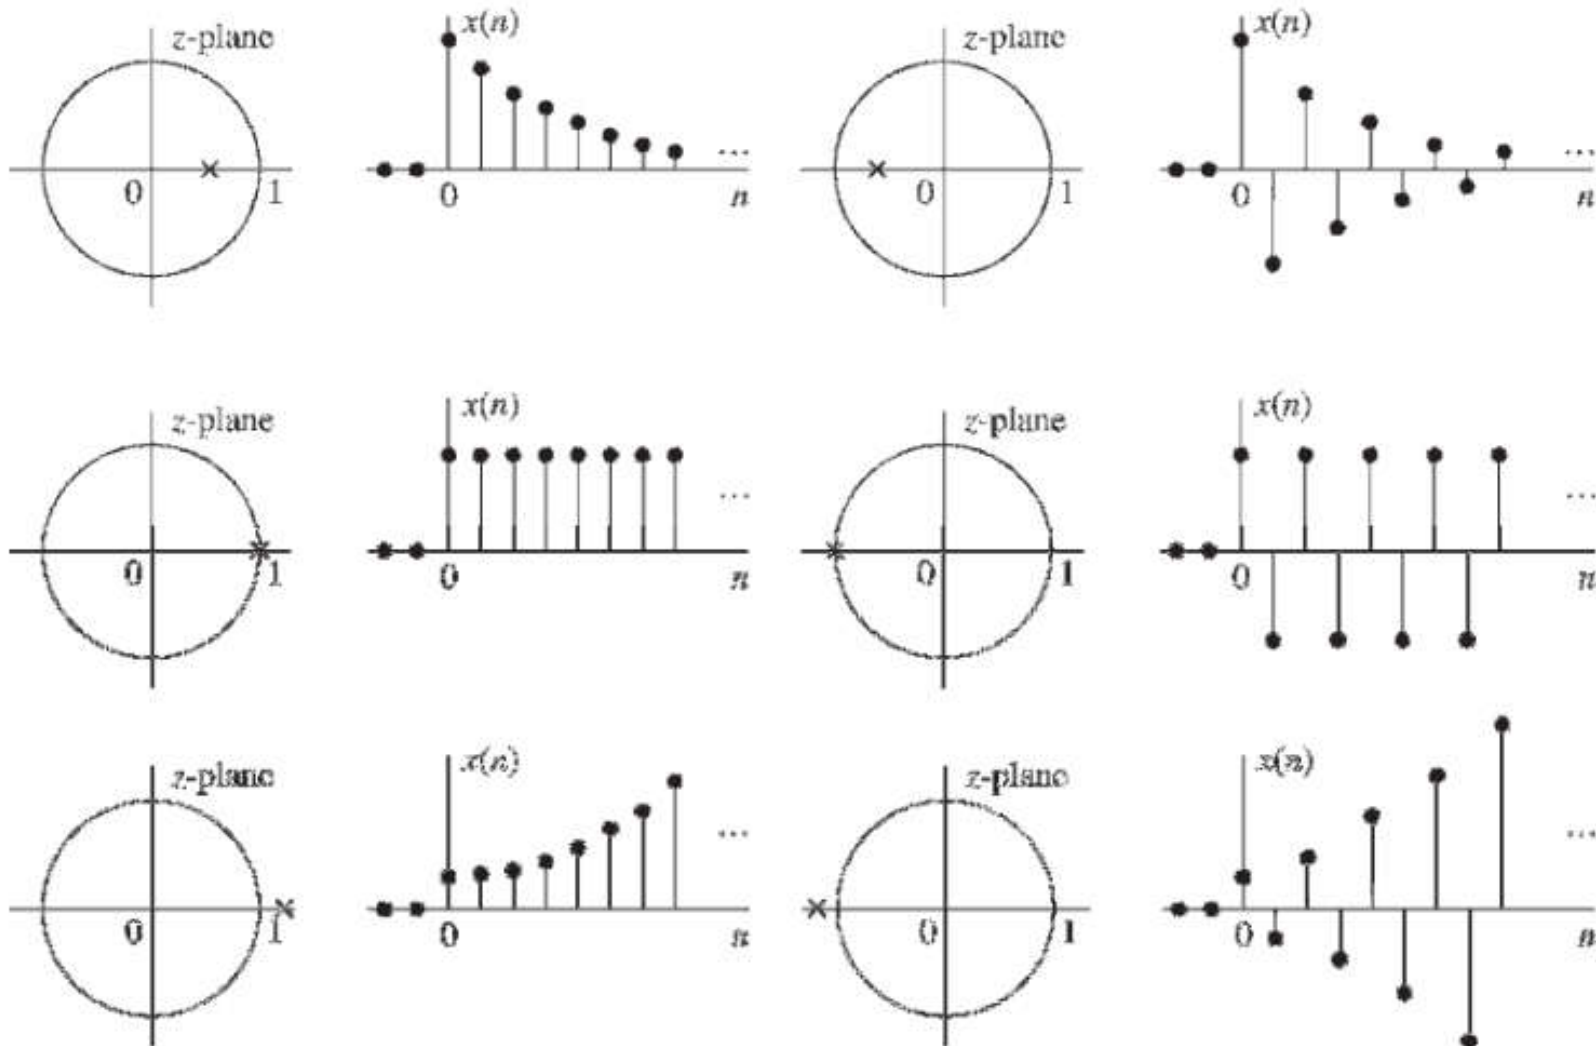 z-plane x(n) z-plane x(n)
... ...
0 1 0 n 0 1 0 n
z-plane x(n) z-plane x(n)
... ...
0 1 0 n 0 1 0 n
z-plane x(n) z-plane x(n)
... ...
0 1 0 n 0 1 0 n